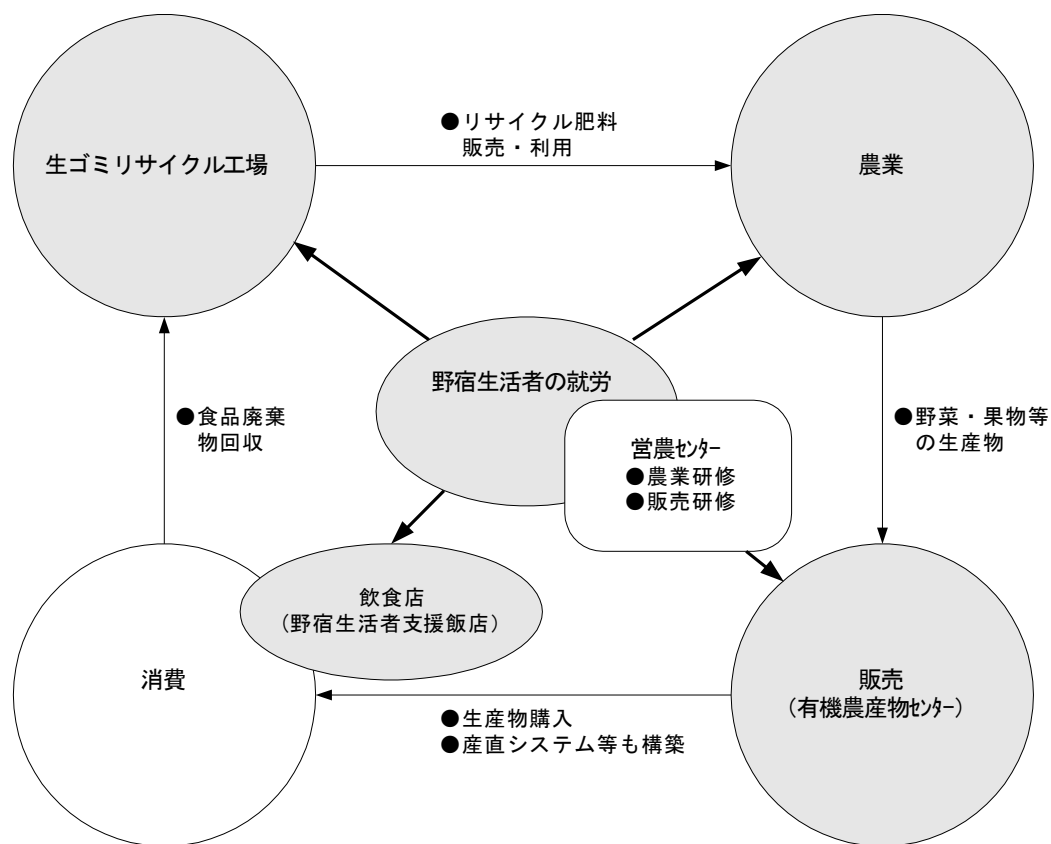 ●リサイクル肥料
販売・利用
生ゴミリサイクル工場
農業
野宿生活者の就労
●食品廃棄
物回収
●野菜・果物等
の生産物
営農ｾﾝﾀｰ
●農業研修
●販売研修
飲食店
（野宿生活者支援飯店）
消費
販売
（有機農産物ｾﾝﾀｰ）
●生産物購入
●産直システム等も構築